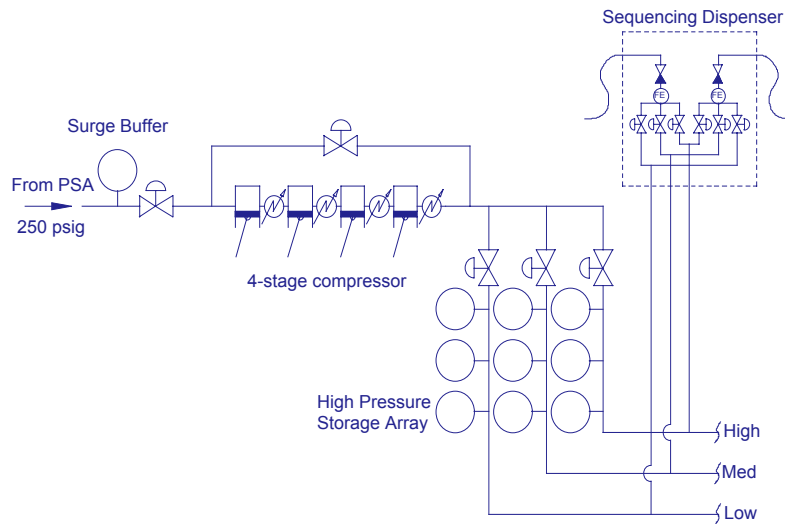 Sequencing Dispenser
FE
FE
Surge Buffer
From PSA
250 psig
4-stage compressor
High Pressure
Storage Array
High
Med
Low